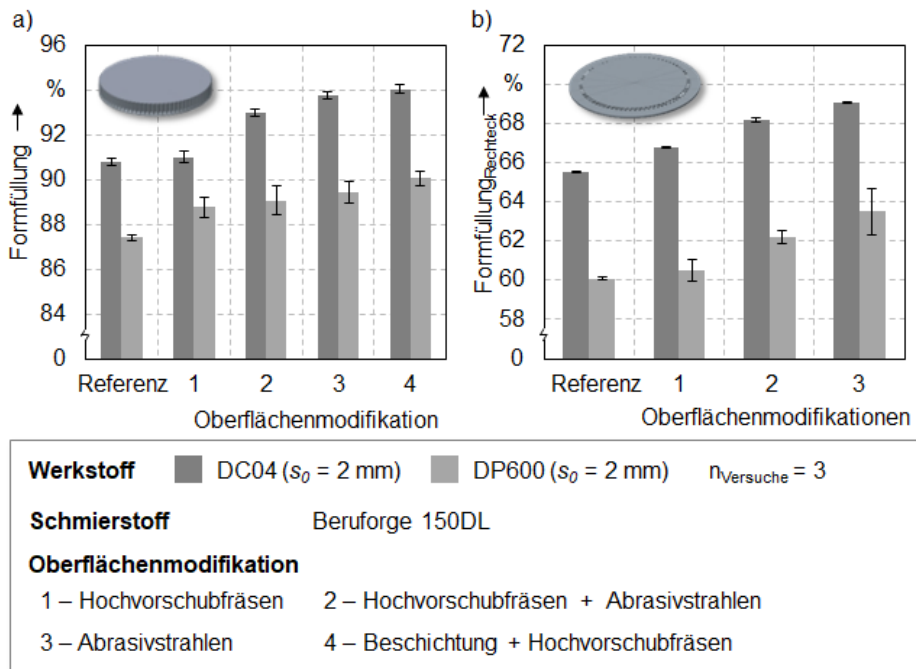 a)
96
%
92
90
88
86
84
0
Formfüllung
Referenz 1 2 3 4
Oberflächenmodifikation
b)
72
%
68
66
64
62
60
58
0
Formfüllung Rechteck
Referenz 1 2 3
Oberflächenmodifikationen
Werkstoff DC04 (s0 = 2 mm) DP600 (s0 = 2 mm) nVersuche = 3
Schmierstoff Beruforge 150DL
Oberflächenmodifikation
1 – Hochvorschubfräsen 2 – Hochvorschubfräsen + Abrasivstrahlen
3 – Abrasivstrahlen 4 – Beschichtung + Hochvorschubfräsen